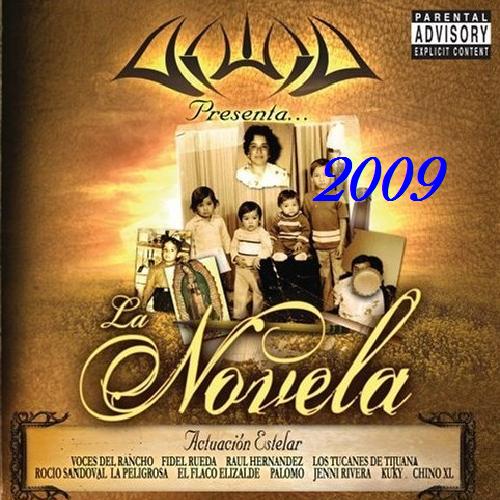 PARENTAL
ADVISORY
EXPLICIT CONTENT
AKWID
Presenta...
2009
La
Novela
Actuación Estelar
VOCES DEL RANCHO FIDEL RUEDA RAUL HERNANDEZ LOS TUCANES DE TIJUANA
ROCIO SANDOVAL LA PELIGROSA EL FLACO ELIZALDE PALOMO JENNI RIVERA KUKY CHINO XL